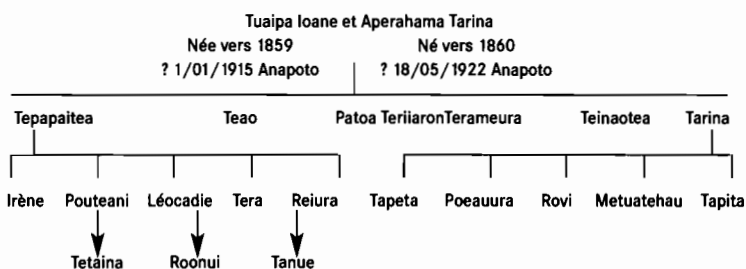 Tuaipa Ioane et Aperahama Tarina
Née vers 1859 Né vers 1860
? 1/01/1915 Anapoto ? 18/05/1922 Anapoto
Tepapaitea Teao Patoa TeriiaronTerameura Teinaotea Tarina
Irène Pouteani Léocadie Tera Reiura Tapeta Poeauura Rovi Metuatehau Tapita
Tetaina Roonui Tanue